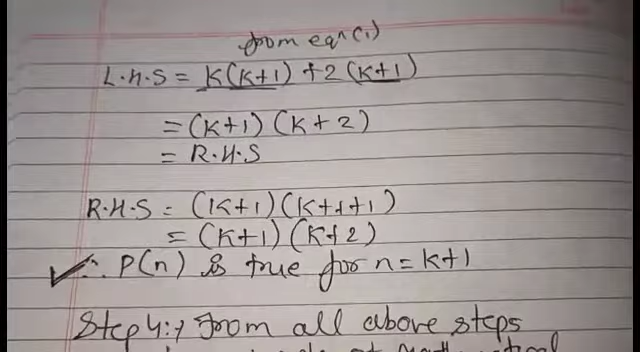 from eqn (1)
L.H.S = K(K+1) + 2(K+1)
= (K+1) (K+2)
= R.H.S
R.H.S = (K+1)(K+1+1)
= (K+1) (K+2)
∴ P(n) is true for n = K+1
Step 4:→ From all above steps